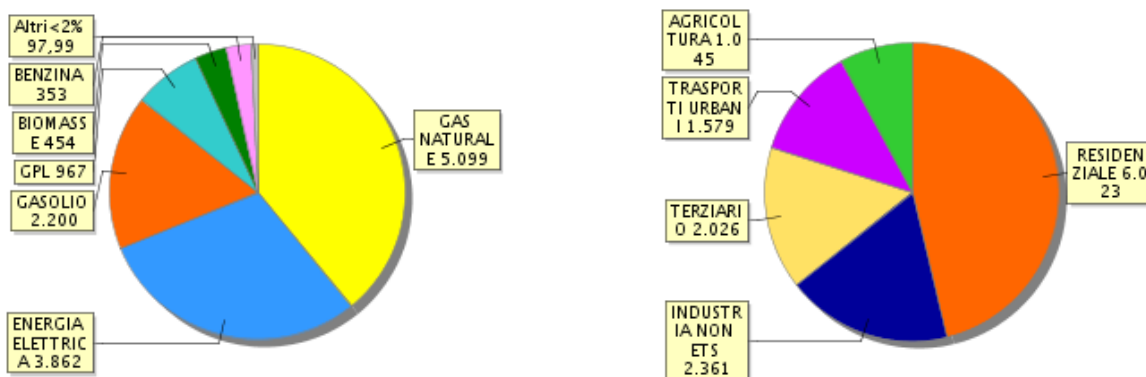 Altri<2%
97,99
BENZINA
353
BIOMASS
E 454
GPL 967
GASOLIO
2.200
ENERGIA
ELETTRIC
A 3.862
GAS
NATURAL
E 5.099
AGRICOL
TURA 1.0
45
TRASPOR
TI URBAN
I 1.579
TERZIARI
O 2.026
INDUSTR
IA NON
ETS
2.361
RESIDEN
ZIALE 6.0
23